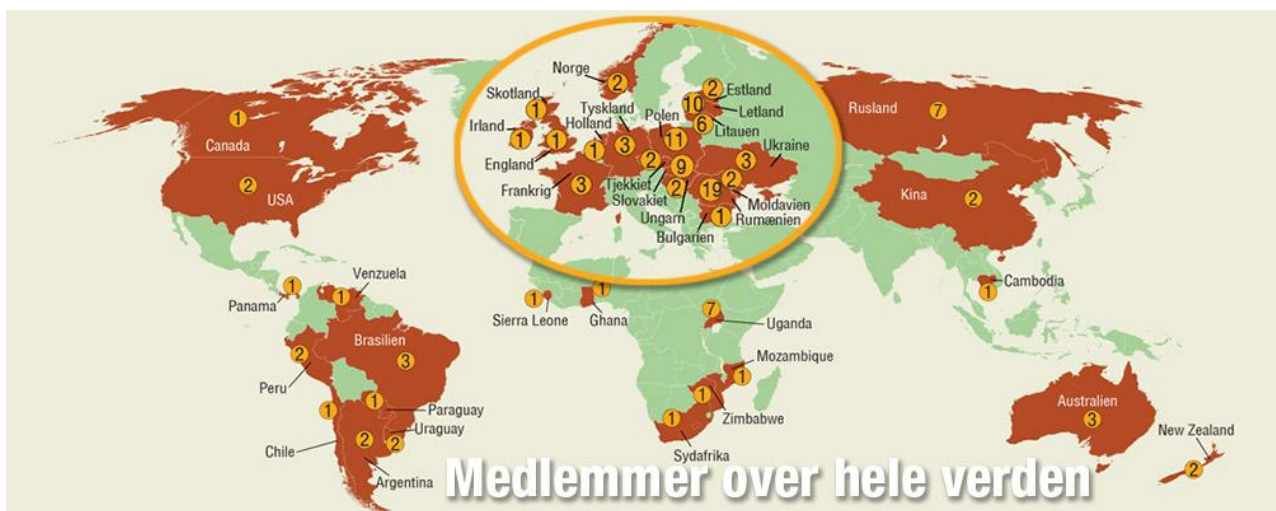 Norge
2
Skotland
1
Irland
1
England
1
Holland
1
Tyskland
3
Polen
11
2
Estland
10
Letland
6
Litauen
Ukraine
3
Frankrig
3
2
Tjekkiet
9
Slovakiet
2
Ungarn
19
2
Moldavien
Rumænien
Bulgarien
1
1
Canada
2
USA
Rusland
7
Kina
2
Cambodia
1
1
Panama
Venzuela
1
Brasilien
3
2
Peru
1
Paraguay
Uraguay
2
1
Chile
2
Argentina
1
Sierra Leone
1
Ghana
7
Uganda
Mozambique
1
1
Zimbabwe
1
Sydafrika
Australien
3
New Zealand
2
Medlemmer over hele verden